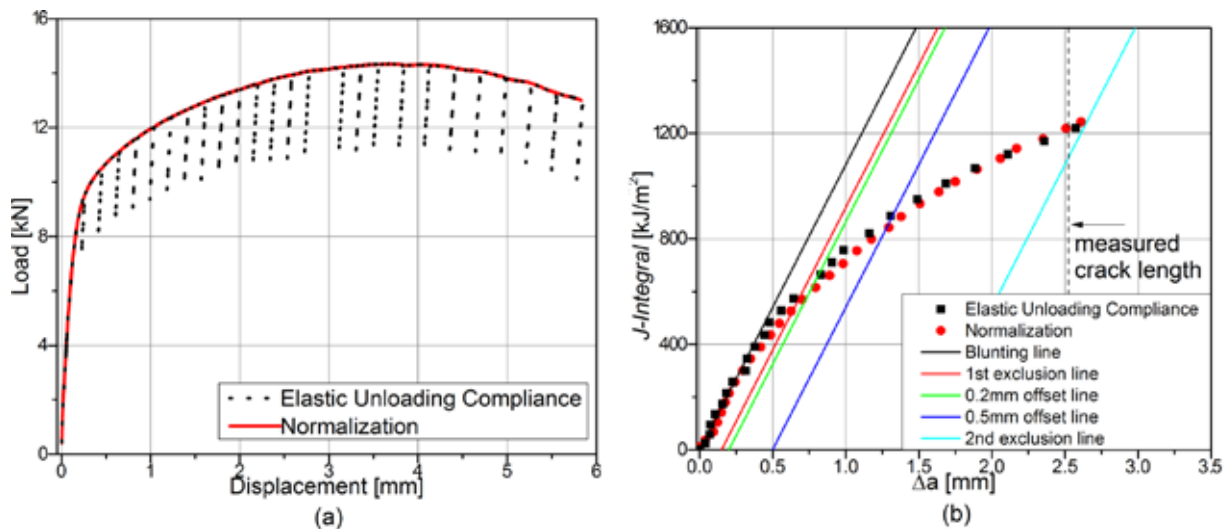 16
12
8
4
0
Load [kN]
0 1 2 3 4 5 6
Displacement [mm]
Elastic Unloading Compliance
Normalization
(a)
1600
1200
800
400
0
J-Integral [kJ/m²]
0.0 0.5 1.0 1.5 2.0 2.5 3.0 3.5
Δa [mm]
measured
crack length
Elastic Unloading Compliance
Normalization
Blunting line
1st exclusion line
0.2mm offset line
0.5mm offset line
2nd exclusion line
(b)